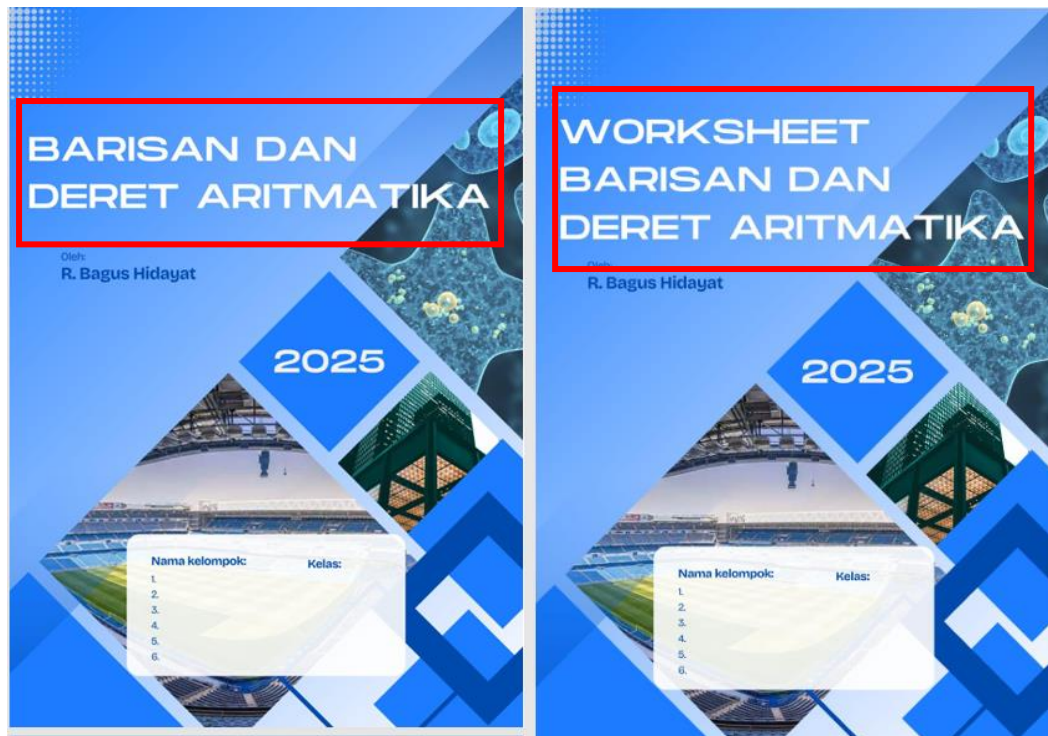 BARISAN DAN
DERET ARITMATIKA
Oleh:
R. Bagus Hidayat
2025
Nama kelompok: Kelas:
1.
2.
3.
4.
5.
6.
WORKSHEET
BARISAN DAN
DERET ARITMATIKA
Oleh:
R. Bagus Hidayat
2025
Nama kelompok: Kelas:
1.
2.
3.
4.
5.
6.